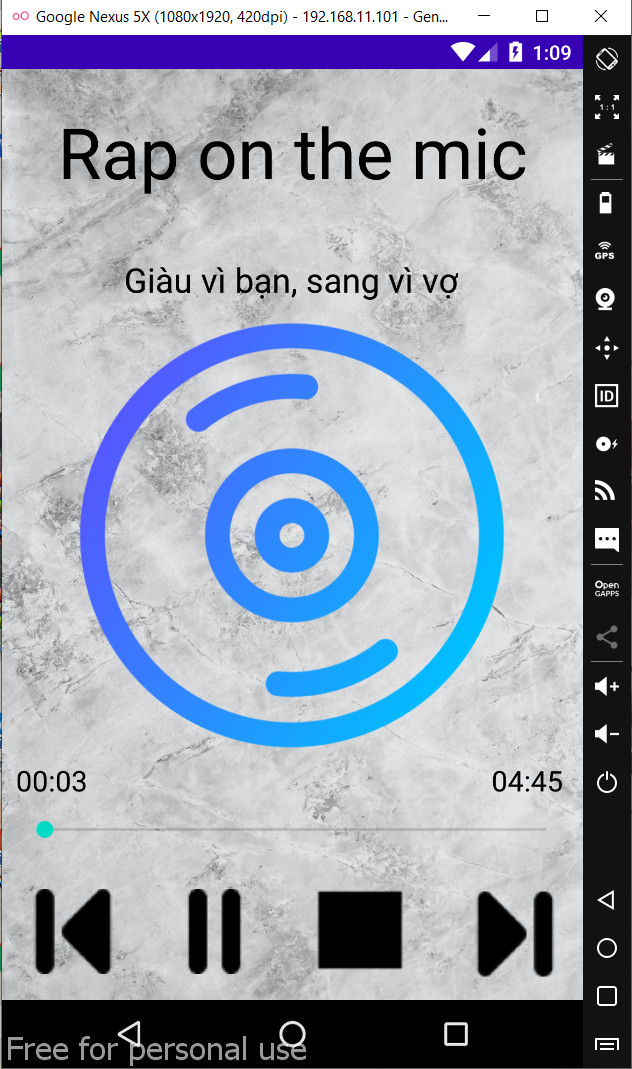 Google Nexus 5X (1080x1920, 420dpi) - 192.168.11.101 - Gen...
1:09
Rap on the mic
Giàu vì bạn, sang vì vợ
00:03
04:45
1:1
GPS
ID
Open
GAPPS
Free for personal use